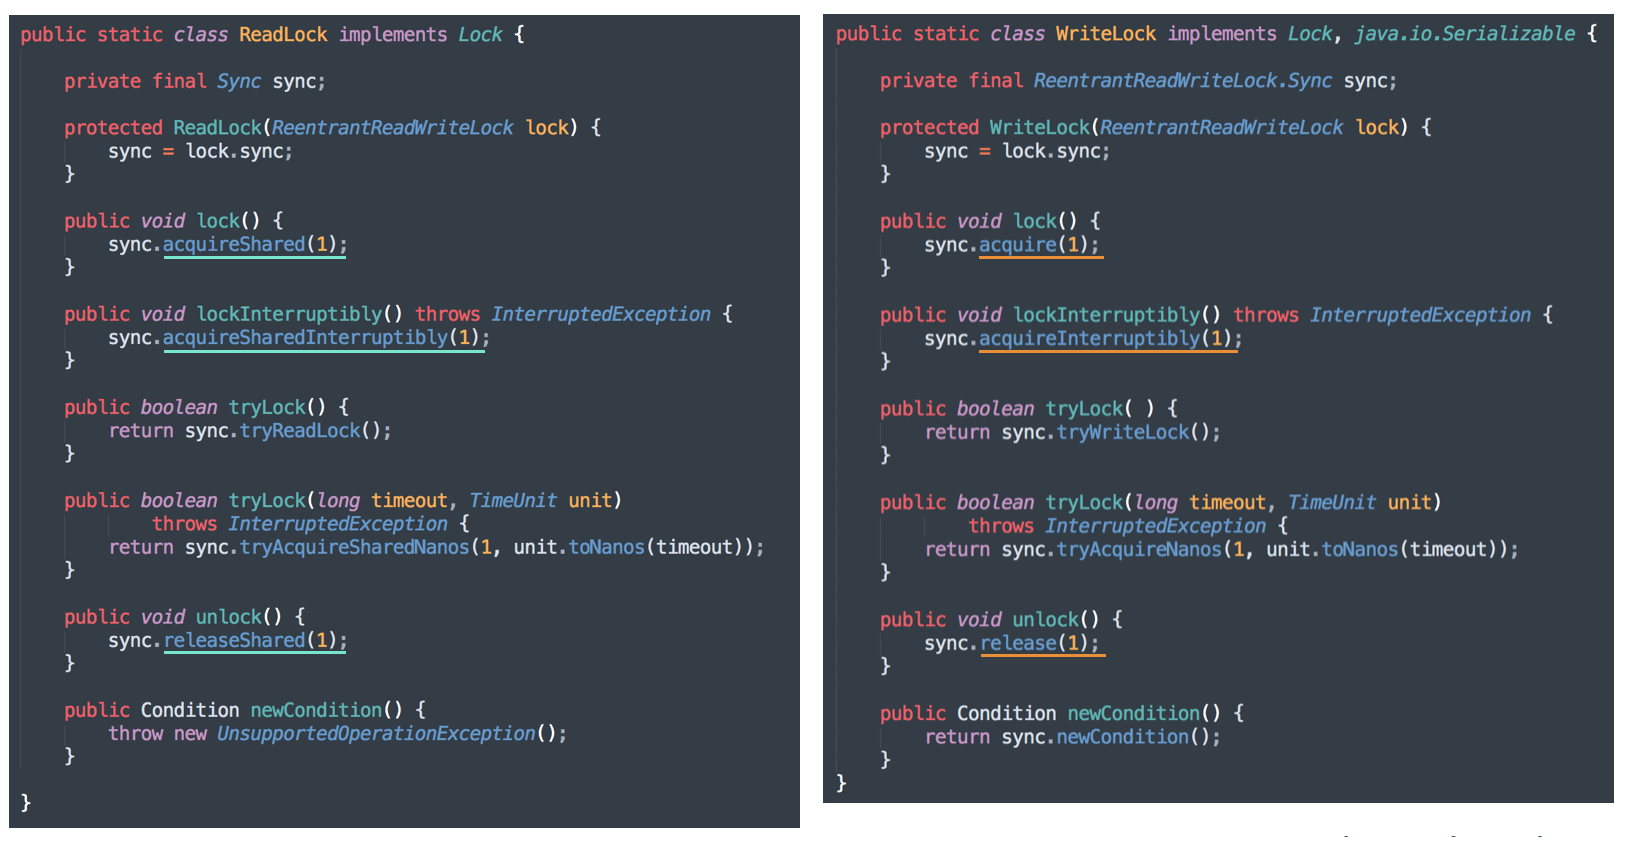 public static class ReadLock implements Lock {
private final Sync sync;
protected ReadLock(ReentrantReadWriteLock lock) {
sync = lock.sync;
}
public void lock() {
sync.acquireShared(1);
}
public void lockInterruptibly() throws InterruptedException {
sync.acquireSharedInterruptibly(1);
}
public boolean tryLock() {
return sync.tryReadLock();
}
public boolean tryLock(long timeout, TimeUnit unit)
throws InterruptedException {
return sync.tryAcquireSharedNanos(1, unit.toNanos(timeout));
}
public void unlock() {
sync.releaseShared(1);
}
public Condition newCondition() {
throw new UnsupportedOperationException();
}
}
public static class WriteLock implements Lock, java.io.Serializable {
private final ReentrantReadWriteLock.Sync sync;
protected WriteLock(ReentrantReadWriteLock lock) {
sync = lock.sync;
}
public void lock() {
sync.acquire(1);
}
public void lockInterruptibly() throws InterruptedException {
sync.acquireInterruptibly(1);
}
public boolean tryLock( ) {
return sync.tryWriteLock();
}
public boolean tryLock(long timeout, TimeUnit unit)
throws InterruptedException {
return sync.tryAcquireNanos(1, unit.toNanos(timeout));
}
public void unlock() {
sync.release(1);
}
public Condition newCondition() {
return sync.newCondition();
}
}